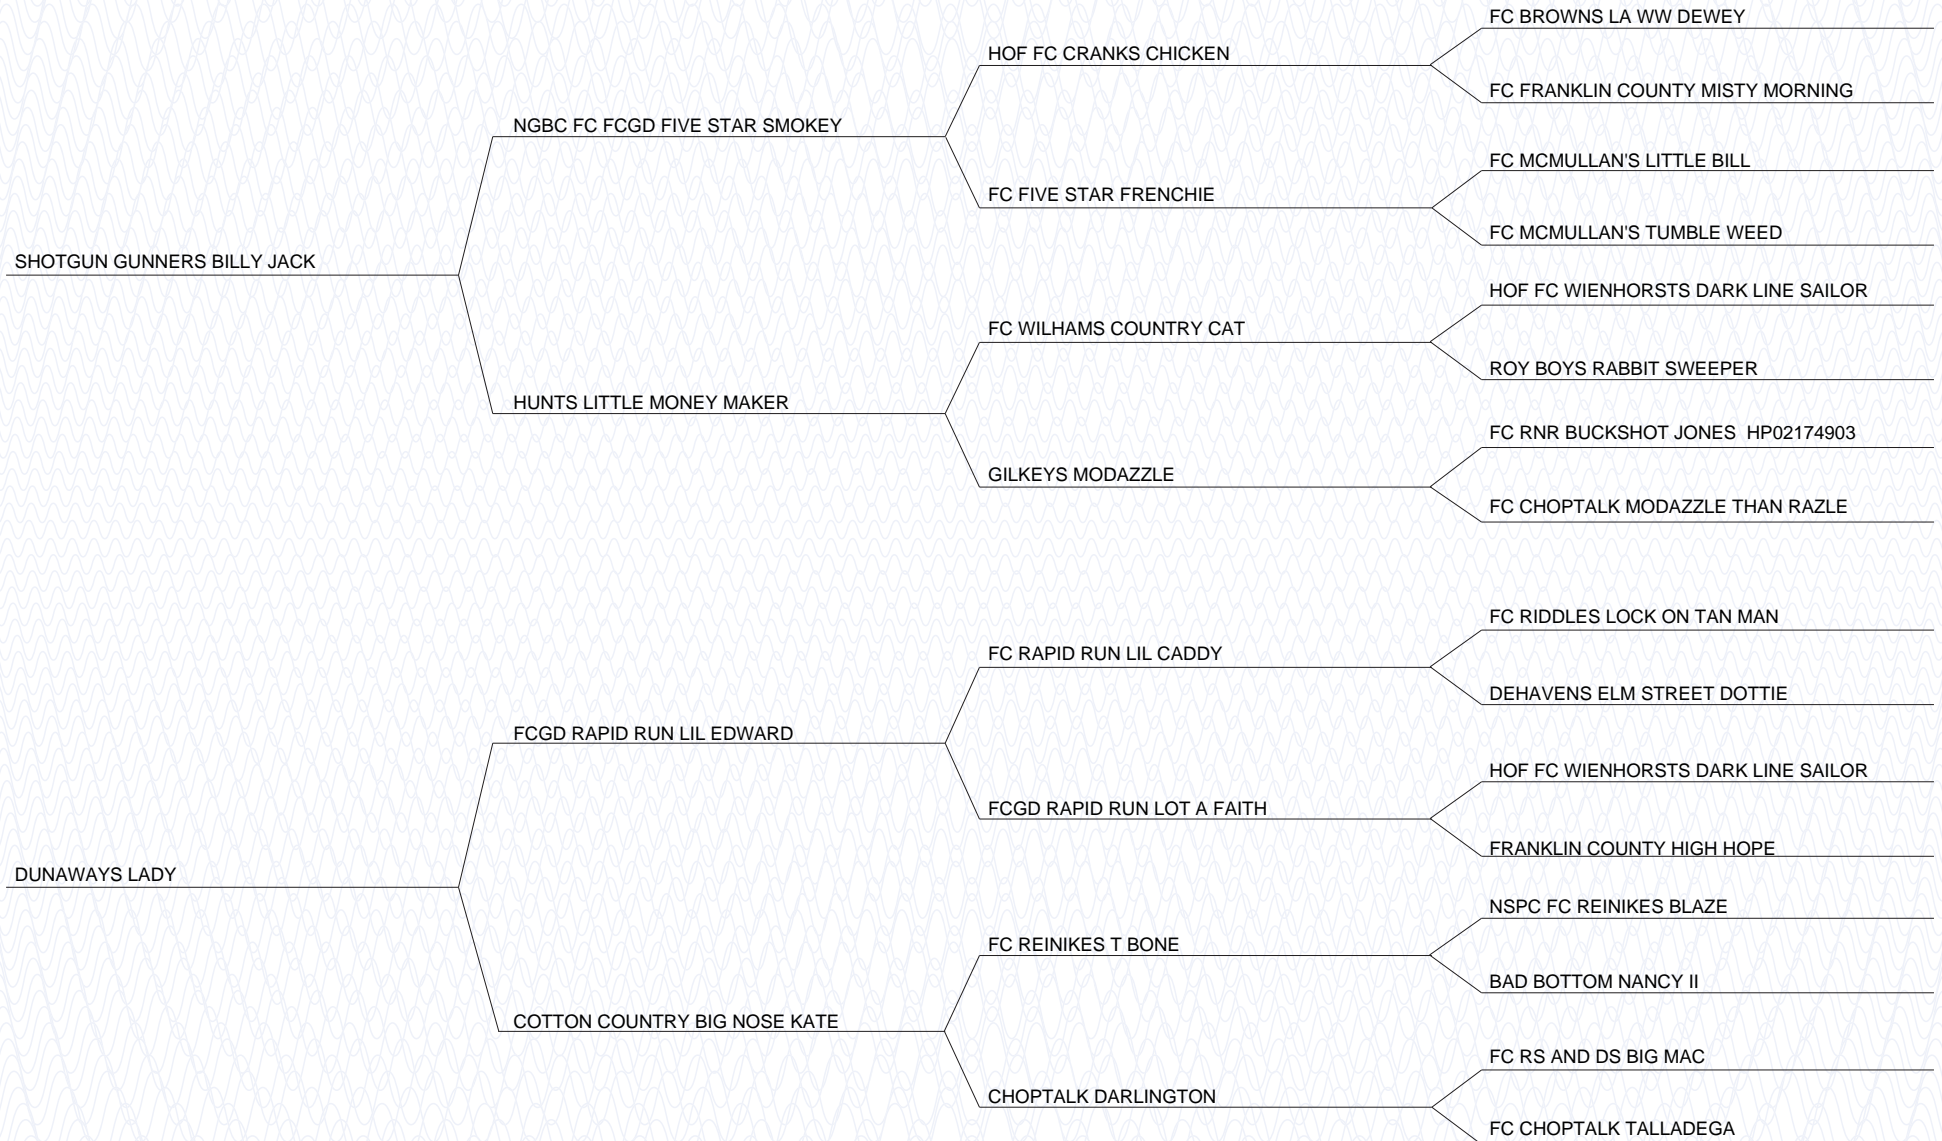 FC BROWNS LA WW DEWEY
HOF FC CRANKS CHICKEN
FC FRANKLIN COUNTY MISTY MORNING
NGBC FC FCGD FIVE STAR SMOKEY
FC MCMULLAN'S LITTLE BILL
FC FIVE STAR FRENCHIE
FC MCMULLAN'S TUMBLE WEED
SHOTGUN GUNNERS BILLY JACK
HOF FC WIENHORSTS DARK LINE SAILOR
FC WILHAMS COUNTRY CAT
ROY BOYS RABBIT SWEEPER
HUNTS LITTLE MONEY MAKER
FC RNR BUCKSHOT JONES  HP02174903
GILKEYS MODAZZLE
FC CHOPTALK MODAZZLE THAN RAZLE
FC RIDDLES LOCK ON TAN MAN
FC RAPID RUN LIL CADDY
DEHAVENS ELM STREET DOTTIE
FCGD RAPID RUN LIL EDWARD
HOF FC WIENHORSTS DARK LINE SAILOR
FCGD RAPID RUN LOT A FAITH
FRANKLIN COUNTY HIGH HOPE
DUNAWAYS LADY
NSPC FC REINIKES BLAZE
FC REINIKES T BONE
BAD BOTTOM NANCY II
COTTON COUNTRY BIG NOSE KATE
FC RS AND DS BIG MAC
CHOPTALK DARLINGTON
FC CHOPTALK TALLADEGA